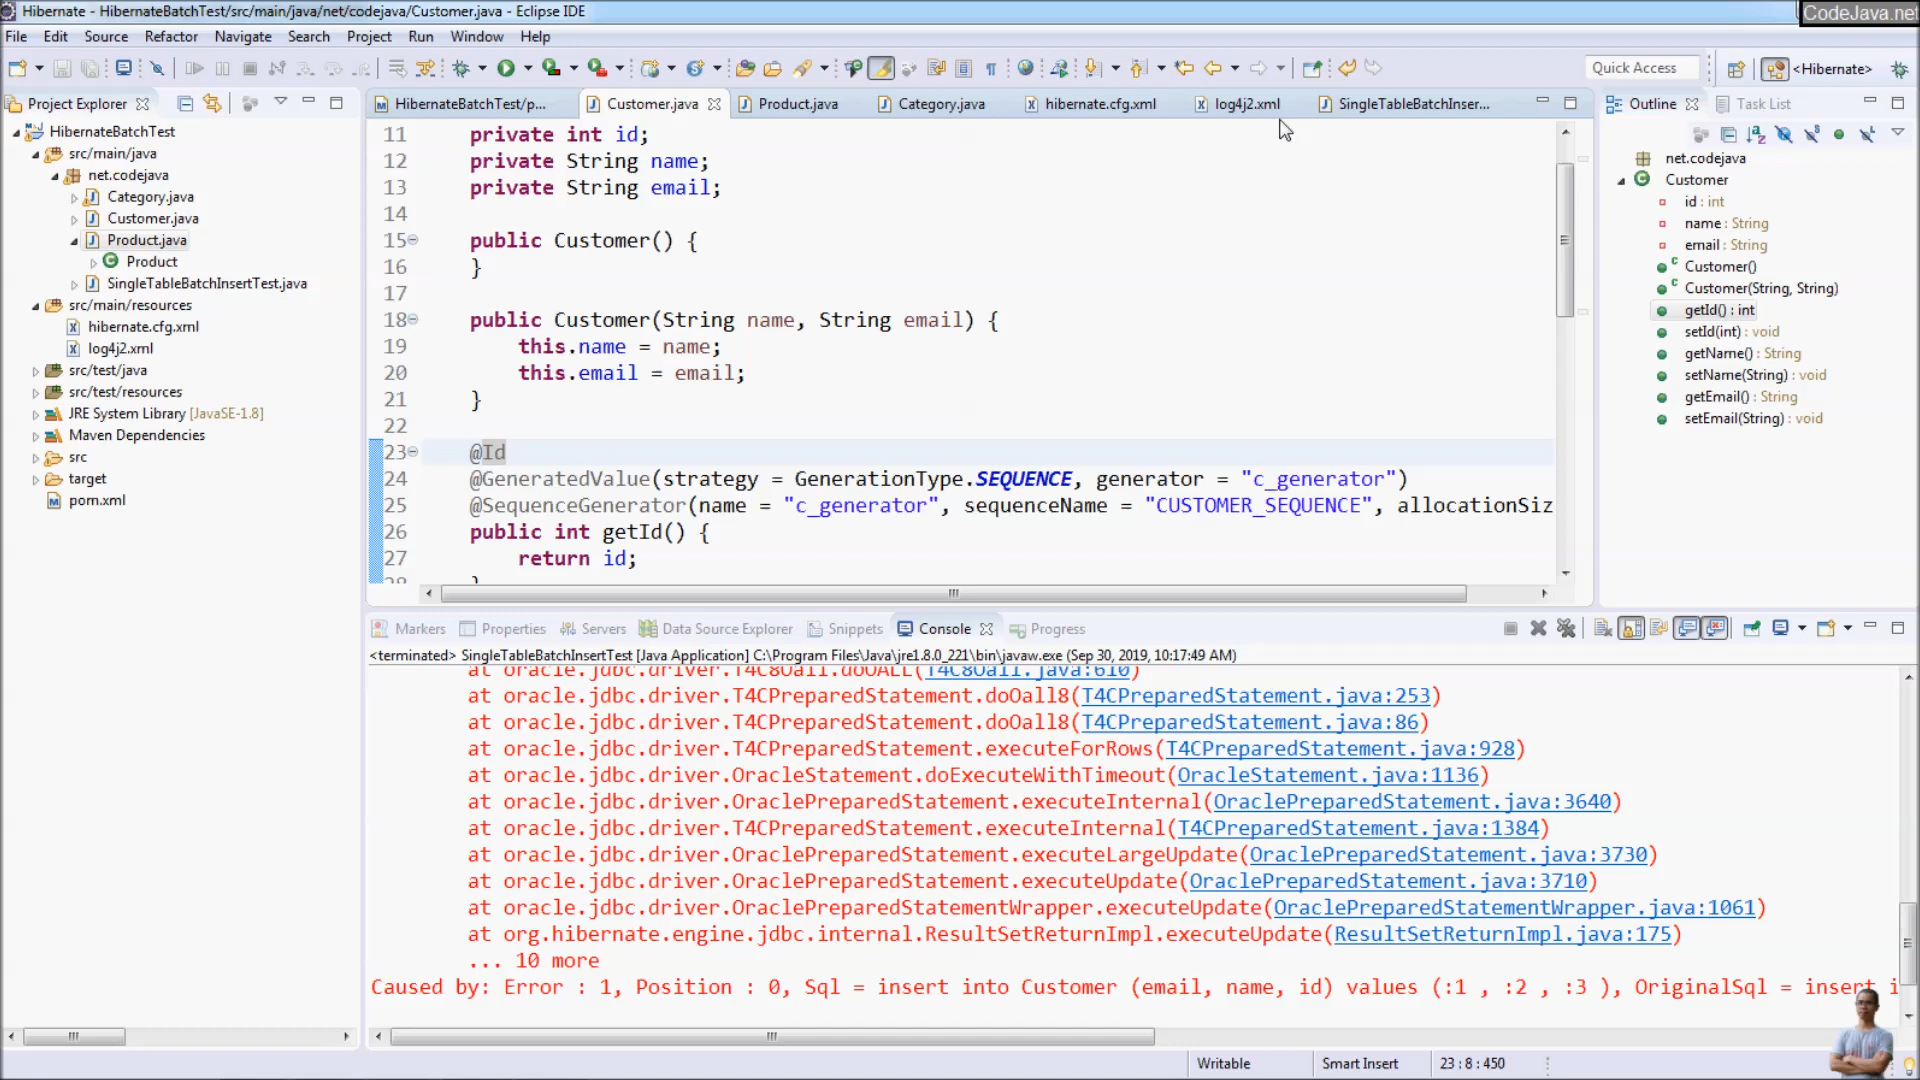 Hibernate - HibernateBatchTest/src/main/java/net/codejava/Customer.java - Eclipse IDE
CodeJava.net
File Edit Source Refactor Navigate Search Project Run Window Help
Quick Access
<Hibernate>
Project Explorer
HibernateBatchTest/p...
Customer.java
Product.java
Category.java
hibernate.cfg.xml
log4j2.xml
SingleTableBatchInser...
Outline
Task List
HibernateBatchTest
src/main/java
net.codejava
Category.java
Customer.java
Product.java
Product
SingleTableBatchInsertTest.java
src/main/resources
hibernate.cfg.xml
log4j2.xml
src/test/java
src/test/resources
JRE System Library [JavaSE-1.8]
Maven Dependencies
src
target
pom.xml
11 private int id;
12 private String name;
13 private String email;
14
15 public Customer() {
16 }
17
18 public Customer(String name, String email) {
19 this.name = name;
20 this.email = email;
21 }
22
23 @Id
24 @GeneratedValue(strategy = GenerationType.SEQUENCE, generator = "c_generator")
25 @SequenceGenerator(name = "c_generator", sequenceName = "CUSTOMER_SEQUENCE", allocationSiz
26 public int getId() {
27 return id;
28 }
net.codejava
Customer
id : int
name : String
email : String
Customer()
Customer(String, String)
getId() : int
setId(int) : void
getName() : String
setName(String) : void
getEmail() : String
setEmail(String) : void
Markers
Properties
Servers
Data Source Explorer
Snippets
Console
Progress
<terminated> SingleTableBatchInsertTest [Java Application] C:\Program Files\Java\jre1.8.0_221\bin\javaw.exe (Sep 30, 2019, 10:17:49 AM)
at oracle.jdbc.driver.T4C8Oall.doOALL(T4C8Oall.java:610)
at oracle.jdbc.driver.T4CPreparedStatement.doOall8(T4CPreparedStatement.java:253)
at oracle.jdbc.driver.T4CPreparedStatement.doOall8(T4CPreparedStatement.java:86)
at oracle.jdbc.driver.T4CPreparedStatement.executeForRows(T4CPreparedStatement.java:928)
at oracle.jdbc.driver.OracleStatement.doExecuteWithTimeout(OracleStatement.java:1136)
at oracle.jdbc.driver.OraclePreparedStatement.executeInternal(OraclePreparedStatement.java:3640)
at oracle.jdbc.driver.T4CPreparedStatement.executeInternal(T4CPreparedStatement.java:1384)
at oracle.jdbc.driver.OraclePreparedStatement.executeLargeUpdate(OraclePreparedStatement.java:3730)
at oracle.jdbc.driver.OraclePreparedStatement.executeUpdate(OraclePreparedStatement.java:3710)
at oracle.jdbc.driver.OraclePreparedStatementWrapper.executeUpdate(OraclePreparedStatementWrapper.java:1061)
at org.hibernate.engine.jdbc.internal.ResultSetReturnImpl.executeUpdate(ResultSetReturnImpl.java:175)
... 10 more
Caused by: Error : 1, Position : 0, Sql = insert into Customer (email, name, id) values (:1 , :2 , :3 ), OriginalSql = insert i
Writable
Smart Insert
23 : 8 : 450